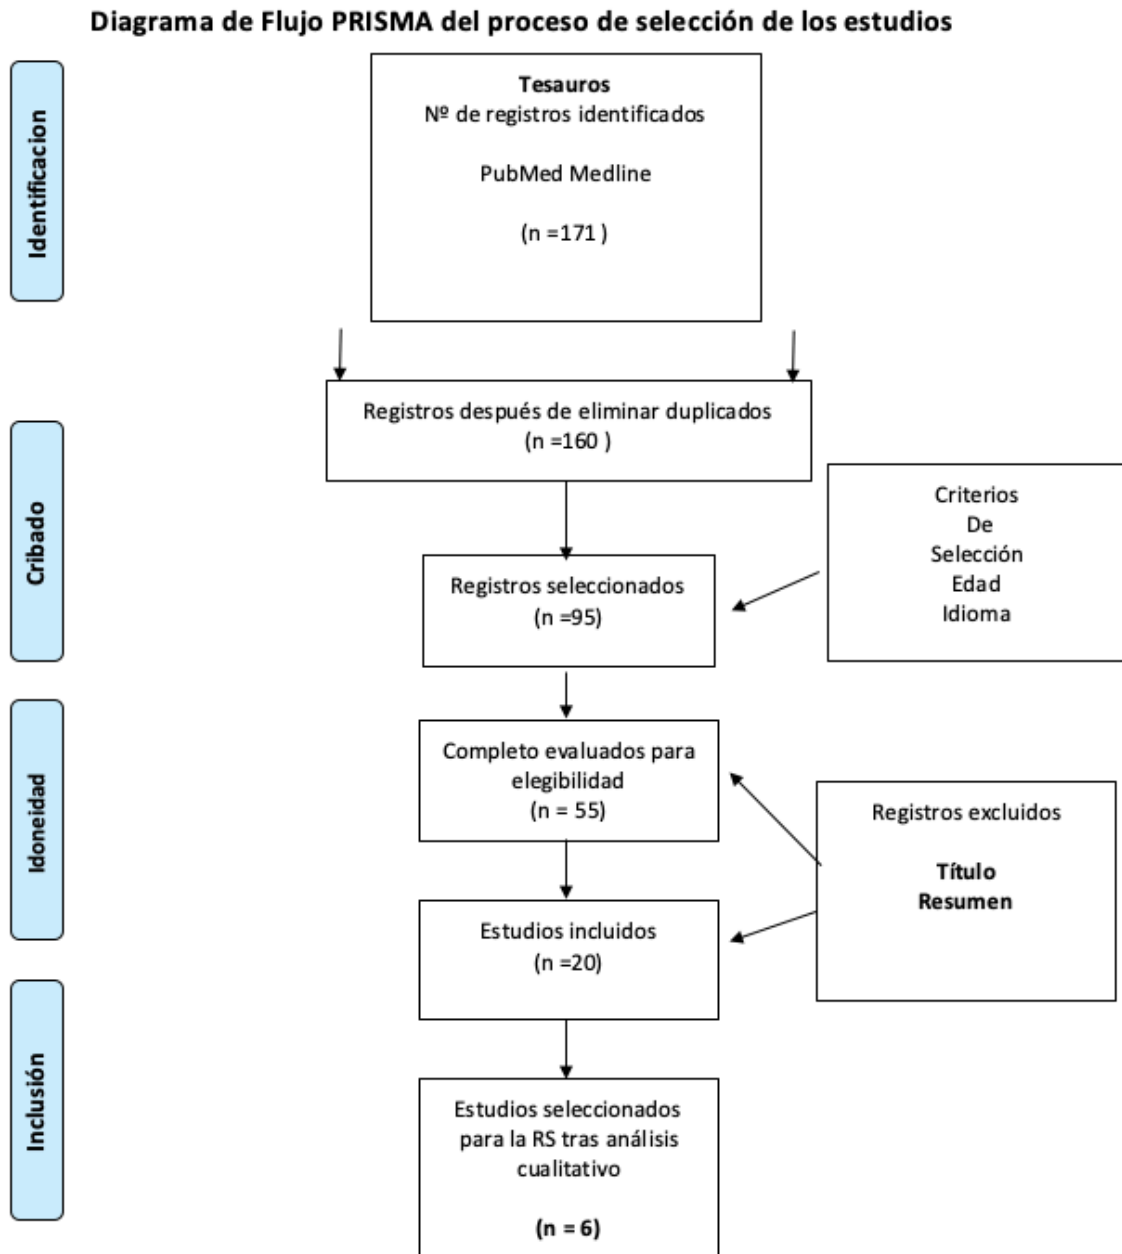 Diagrama de Flujo PRISMA del proceso de selección de los estudios
Identificacion
Tesauros
Nº de registros identificados
PubMed Medline
(n =171 )
Registros después de eliminar duplicados
(n =160 )
Cribado
Registros seleccionados
(n =95)
Criterios
De
Selección
Edad
Idioma
Idoneidad
Completo evaluados para
elegibilidad
(n = 55)
Registros excluidos
Título
Resumen
Estudios incluidos
(n =20)
Inclusión
Estudios seleccionados
para la RS tras análisis
cualitativo
(n = 6)